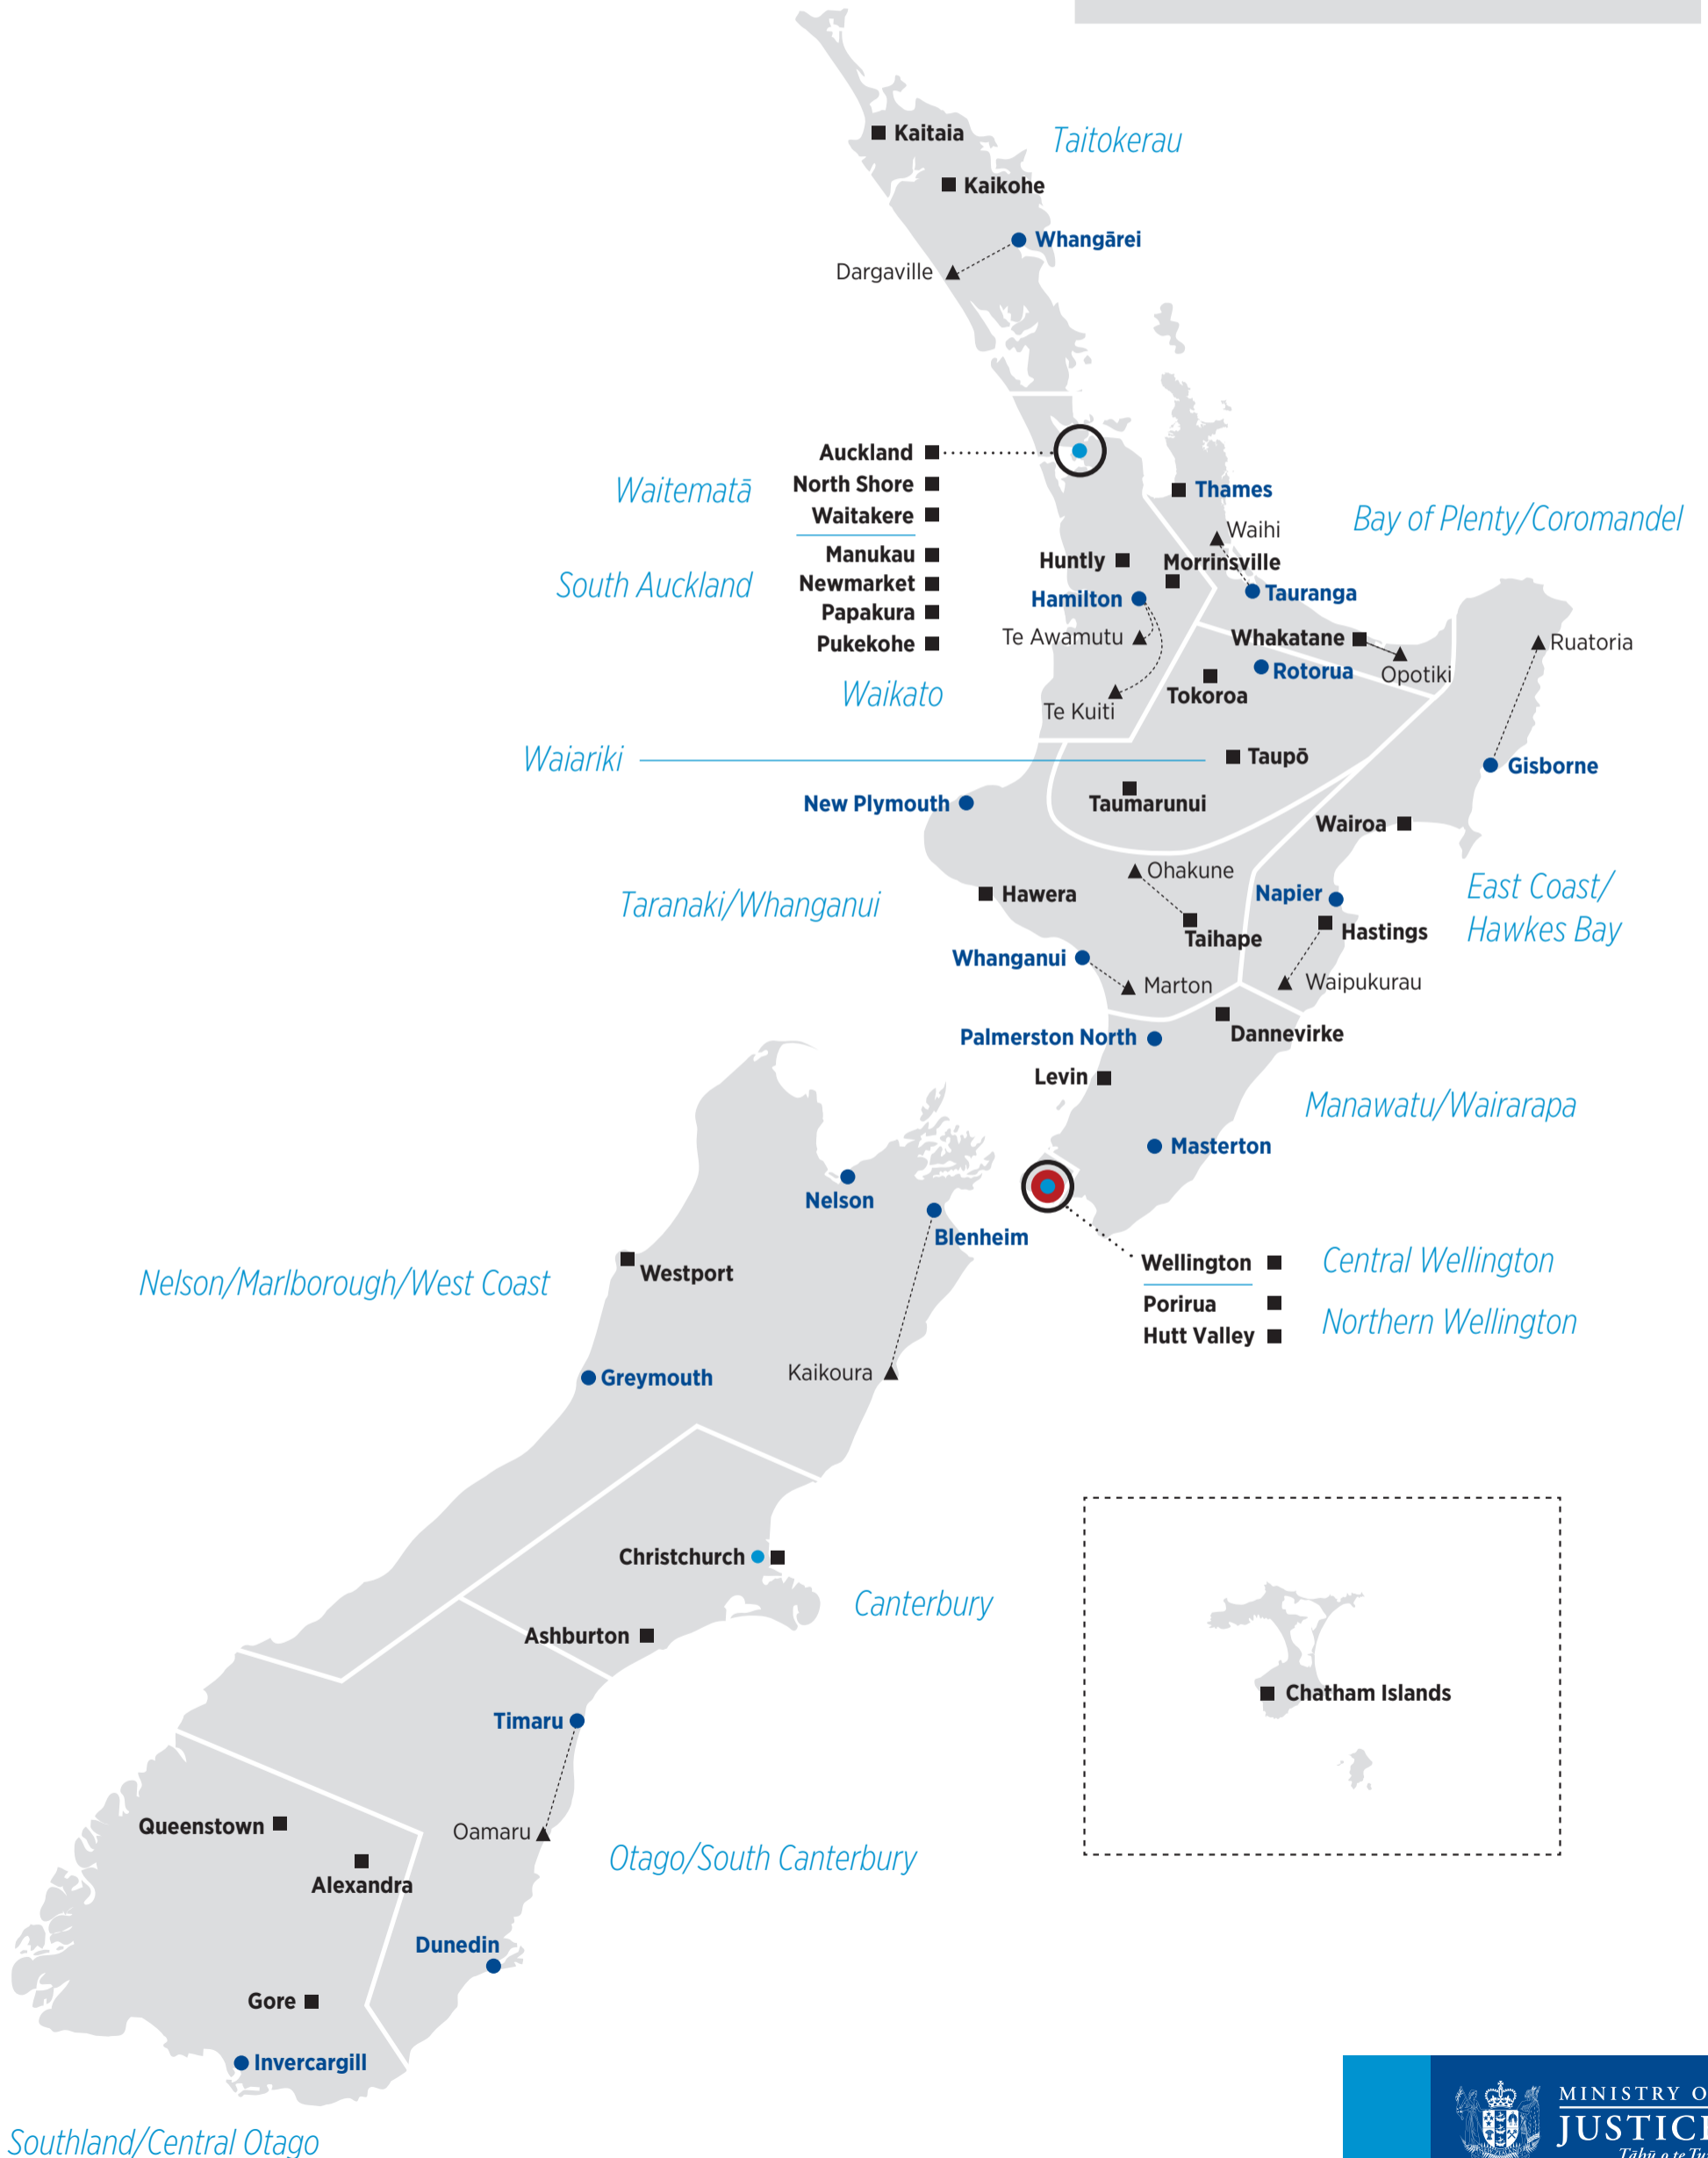 Kaitaia
Taitokerau
Kaikohe
Whangārei
Dargaville
Auckland
North Shore
Waitematā
Waitakere
Thames
Bay of Plenty/Coromandel
Waihi
Manukau
Huntly
Morrinsville
South Auckland
Newmarket
Hamilton
Tauranga
Papakura
Te Awamutu
Whakatane
Ruatoria
Pukekohe
Rotorua
Opotiki
Waikato
Tokoroa
Te Kuiti
Waiariki
Taupō
Gisborne
New Plymouth
Taumarunui
Wairoa
Ohakune
East Coast/
Hawkes Bay
Hawera
Napier
Taranaki/Whanganui
Taihape
Hastings
Whanganui
Marton
Waipukurau
Palmerston North
Dannevirke
Levin
Manawatu/Wairarapa
Masterton
Nelson
Blenheim
Wellington
Central Wellington
Westport
Nelson/Marlborough/West Coast
Porirua
Northern Wellington
Hutt Valley
Kaikoura
Greymouth
Christchurch
Canterbury
Ashburton
Chatham Islands
Timaru
Queenstown
Oamaru
Otago/South Canterbury
Alexandra
Dunedin
Gore
Invercargill
MINISTRY O
JUSTIC
Tāhū o te Tu
Southland/Central Otago